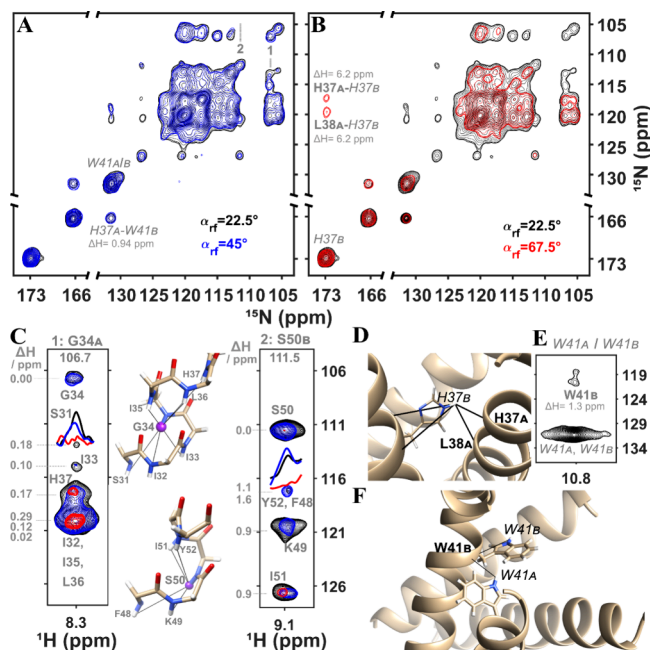 A
2
1
W41A/B
H37A-W41B
ΔH= 0.94 ppm
αrf=22.5°
αrf=45°
173 166 130 125 120 115 110 105
15N (ppm)
B
ΔH= 6.2 ppm
H37A-H37B
L38A-H37B
ΔH= 6.2 ppm
H37B
αrf=22.5°
αrf=67.5°
173 166 130 125 120 115 110 105
15N (ppm)
105
110
115
120
125
130
166
173
15N (ppm)
C
1: G34A
ΔH
/ ppm
106.7
0.00
G34
S31
0.18
0.10
I33
H37
0.17
0.29
0.12
0.02
I32,
I35,
L36
8.3
1H (ppm)
H37
L36
I35
G34
I33
S31
I32
I51
Y52
S50
F48
K49
2: S50B
ΔH
/ ppm
111.5
0.0
S50
1.1
1.6
Y52, F48
0.9
K49
I51
0.9
9.1
1H (ppm)
106
111
116
121
126
D
H37B
H37A
L38A
E
W41A / W41B
W41B
ΔH= 1.3 ppm
W41A, W41B
119
124
129
134
10.8
F
W41B
W41B
W41A